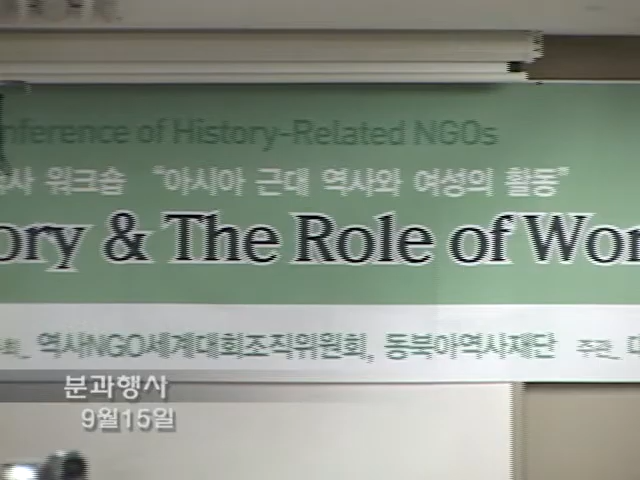 nference of History-Related NGOs
사 워크숍 "아시아 근대 역사와 여성의 활동"
ory & The Role of Wor
역사NGO세계대회조직위원회, 동북아역사재단 주관_
분과행사
9월15일